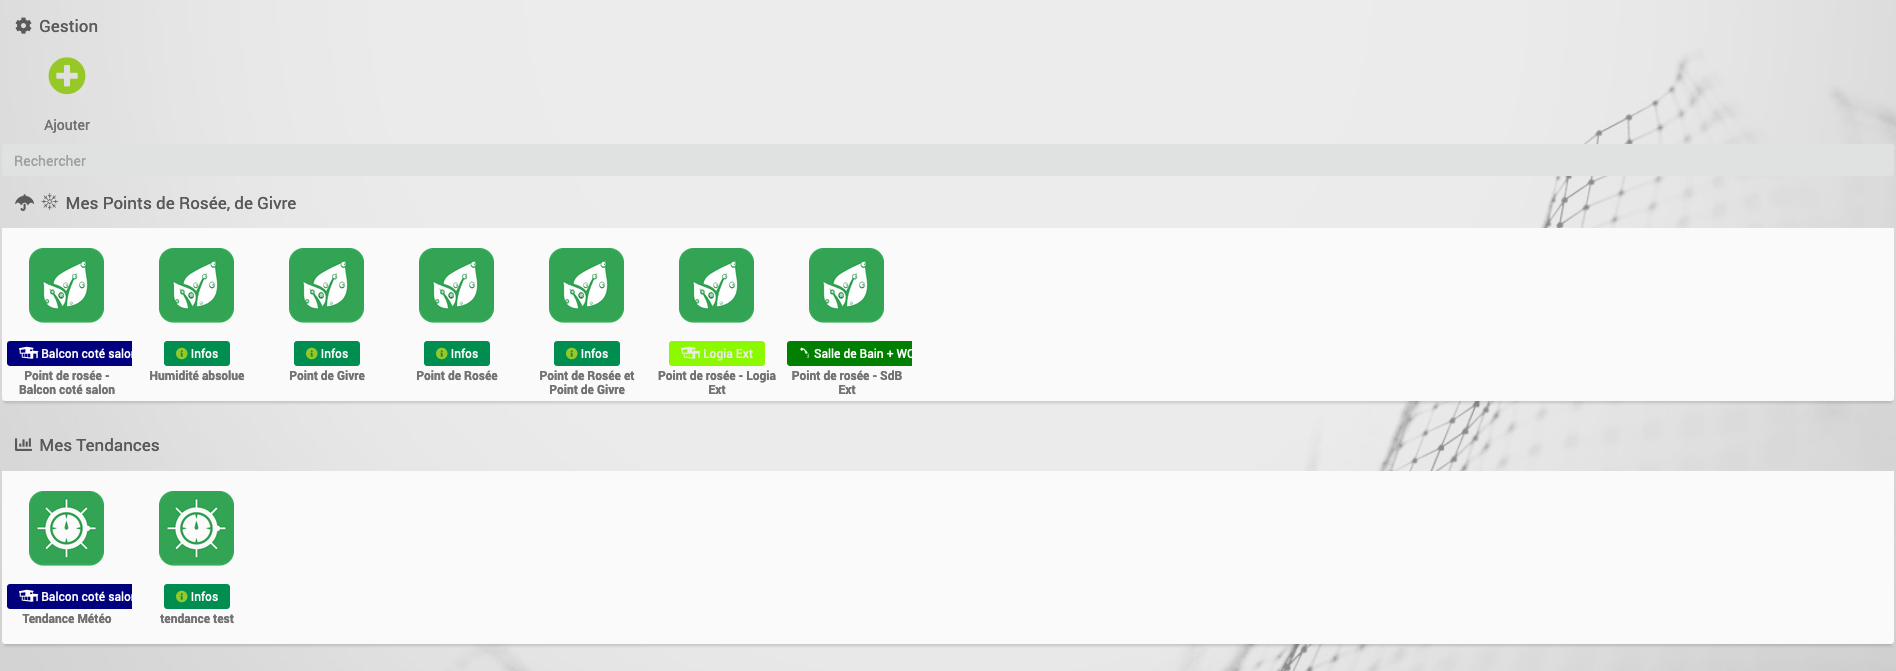 Gestion
Ajouter
Rechercher
Mes Points de Rosée, de Givre
Balcon coté salon
Point de rosée -
Balcon coté salon
Infos
Humidité absolue
Infos
Point de Givre
Infos
Point de Rosée
Infos
Point de Rosée et
Point de Givre
Logia Ext
Point de rosée - Logia
Ext
Salle de Bain + WC
Point de rosée - SdB
Ext
Mes Tendances
Balcon coté salon
Tendance Météo
Infos
tendance test